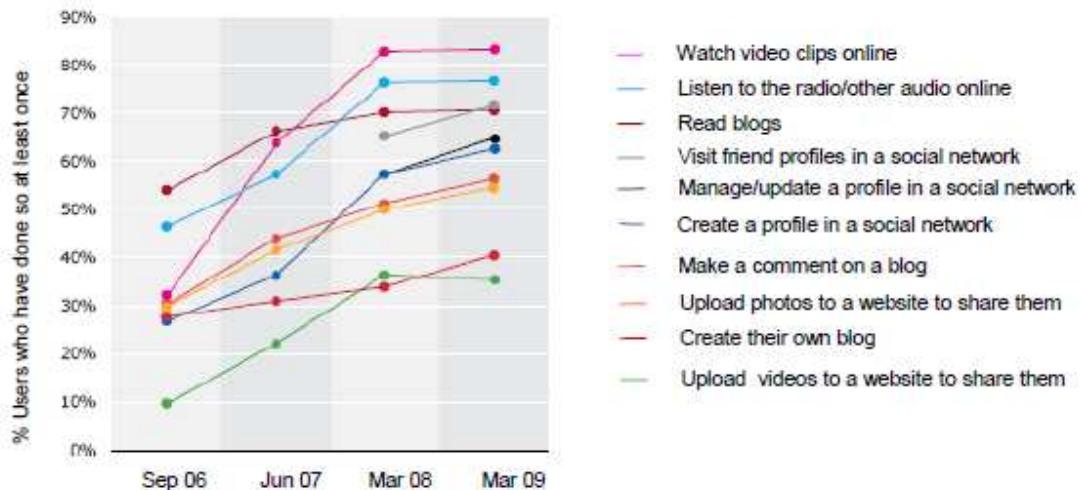 90%
80%
70%
60%
50%
40%
30%
20%
10%
0%
% Users who have done so at least once
Sep 06 Jun 07 Mar 08 Mar 09
Watch video clips online
Listen to the radio/other audio online
Read blogs
Visit friend profiles in a social network
Manage/update a profile in a social network
Create a profile in a social network
Make a comment on a blog
Upload photos to a website to share them
Create their own blog
Upload videos to a website to share them